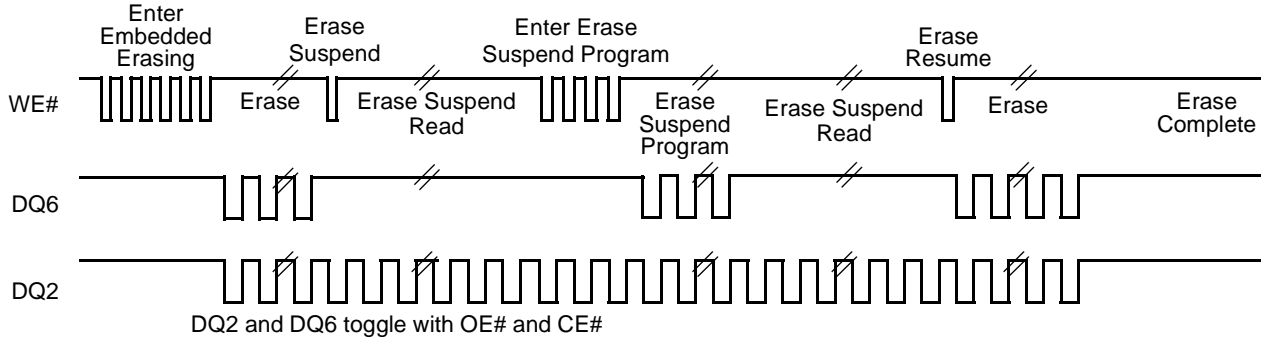 Enter
Embedded
Erasing
Erase
Suspend
Enter Erase
Suspend Program
Erase
Resume
WE#
Erase
Erase Suspend
Read
Erase
Suspend
Program
Erase Suspend
Read
Erase
Erase
Complete
DQ6
DQ2
DQ2 and DQ6 toggle with OE# and CE#